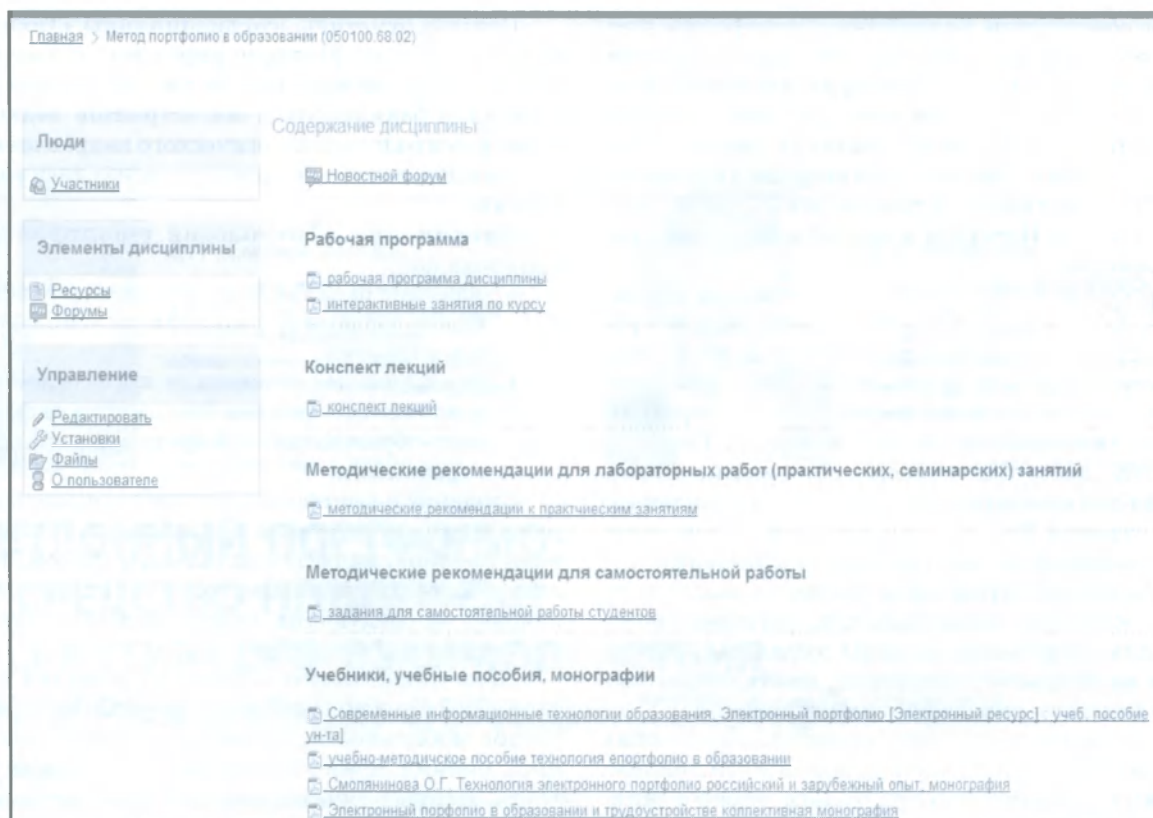 Главная > Метод портфолио в образовании (050100.68.02)
Люди
Участники
Элементы дисциплины
Ресурсы
Форумы
Управление
Редактировать
Установки
Файлы
О пользователе
Содержание дисциплины
Новостной форум
Рабочая программа
рабочая программа дисциплины
интерактивные занятия по курсу
Конспект лекций
конспект лекций
Методические рекомендации для лабораторных работ (практических, семинарских) занятий
методические рекомендации к практчиеским занятиям
Методические рекомендации для самостоятельной работы
задания для самостоятельной работы студентов
Учебники, учебные пособия, монографии
Современные информационные технологии образования. Электронный портфолио [Электронный ресурс] : учеб. пособие
ун-та]
учебно-методичское пособие технология епортфолио в образовании
Смолянинова О.Г. Технология электронного портфолио российский и зарубежный опыт, монография
Электронный порфолио в образовании и трудоустройстве коллективная монография